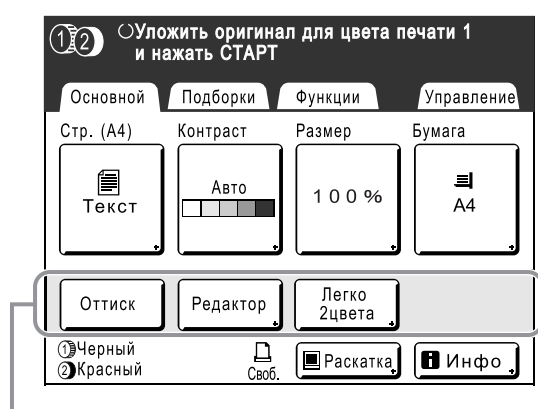 ①② Уложить оригинал для цвета печати 1
и нажать СТАРТ
Основной Подборки Функции Управление
Стр. (А4) Контраст Размер Бумага
Текст Авто 100% А4
Оттиск Редактор Легко
2цвета
①Черный
②Красный Своб. Раскатка Инфо